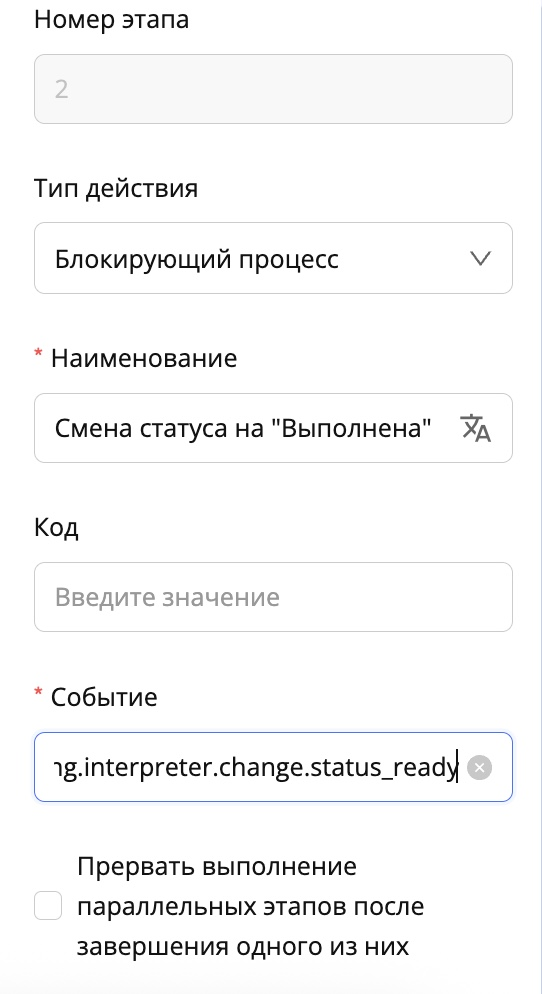 Номер этапа
2
Тип действия
Блокирующий процесс
* Наименование
Смена статуса на "Выполнена"
Код
Введите значение
* Событие
ng.interpreter.change.status_ready
Прервать выполнение
параллельных этапов после
завершения одного из них